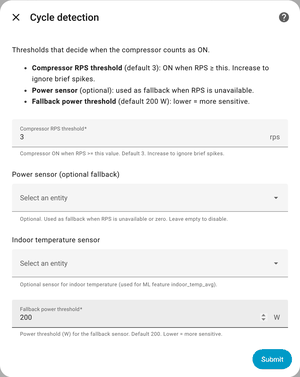 Cycle detection
Thresholds that decide when the compressor counts as ON.
• Compressor RPS threshold (default 3): ON when RPS ≥ this. Increase to
ignore brief spikes.
• Power sensor (optional): used as fallback when RPS is unavailable.
• Fallback power threshold (default 200 W): lower = more sensitive.
Compressor RPS threshold*
3 rps
Compressor ON when RPS >= this value. Default 3. Increase to ignore brief spikes.
Power sensor (optional fallback)
Select an entity
Optional. Used as fallback when RPS is unavailable or zero. Leave empty to disable.
Indoor temperature sensor
Select an entity
Optional sensor for indoor temperature (used for ML feature indoor_temp_avg).
Fallback power threshold*
200 W
Power threshold (W) for the fallback sensor. Default 200. Lower = more sensitive.
Submit